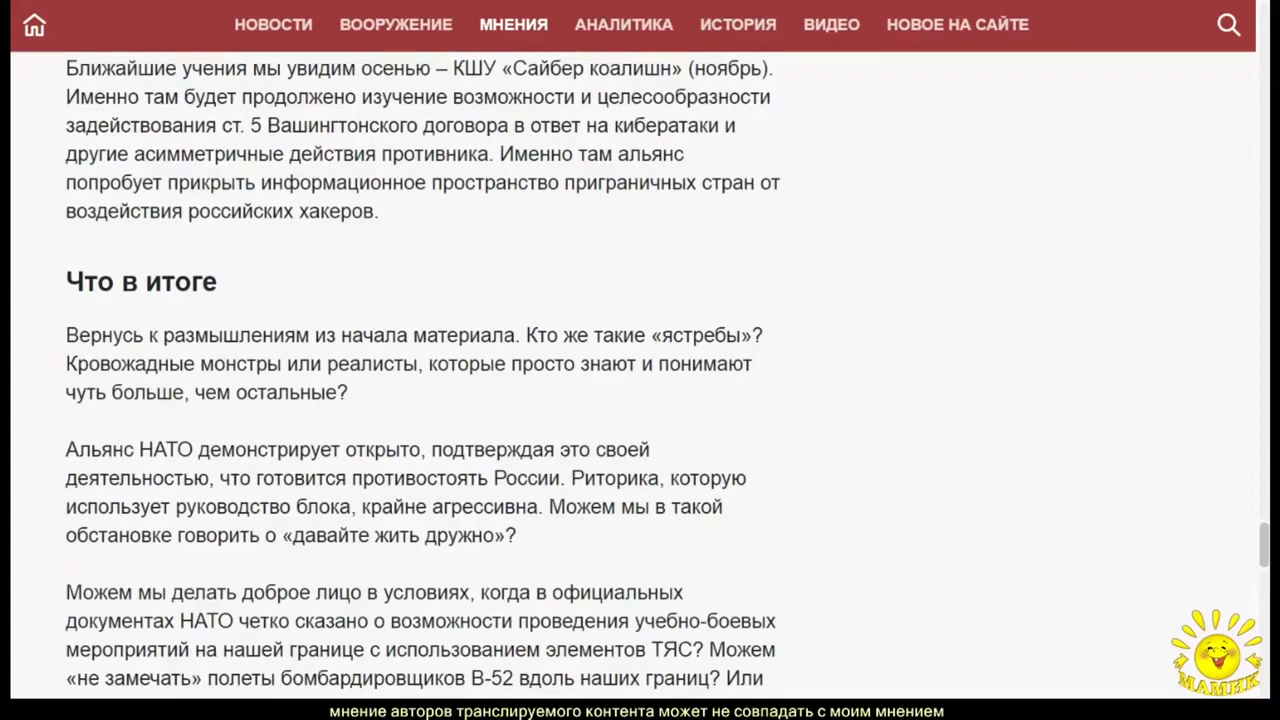 НОВОСТИ ВООРУЖЕНИЕ МНЕНИЯ АНАЛИТИКА ИСТОРИЯ ВИДЕО НОВОЕ НА САЙТЕ
Ближайшие учения мы увидим осенью – КШУ «Сайбер коалишн» (ноябрь).
Именно там будет продолжено изучение возможности и целесообразности
задействования ст. 5 Вашингтонского договора в ответ на кибератаки и
другие асимметричные действия противника. Именно там альянс
попробует прикрыть информационное пространство приграничных стран от
воздействия российских хакеров.
Что в итоге
Вернусь к размышлениям из начала материала. Кто же такие «ястребы»?
Кровожадные монстры или реалисты, которые просто знают и понимают
чуть больше, чем остальные?
Альянс НАТО демонстрирует открыто, подтверждая это своей
деятельностью, что готовится противостоять России. Риторика, которую
использует руководство блока, крайне агрессивна. Можем мы в такой
обстановке говорить о «давайте жить дружно»?
Можем мы делать доброе лицо в условиях, когда в официальных
документах НАТО четко сказано о возможности проведения учебно-боевых
мероприятий на нашей границе с использованием элементов ТЯС? Можем
«не замечать» полеты бомбардировщиков В-52 вдоль наших границ? Или
МАМИК
мнение авторов транслируемого контента может не совпадать с моим мнением